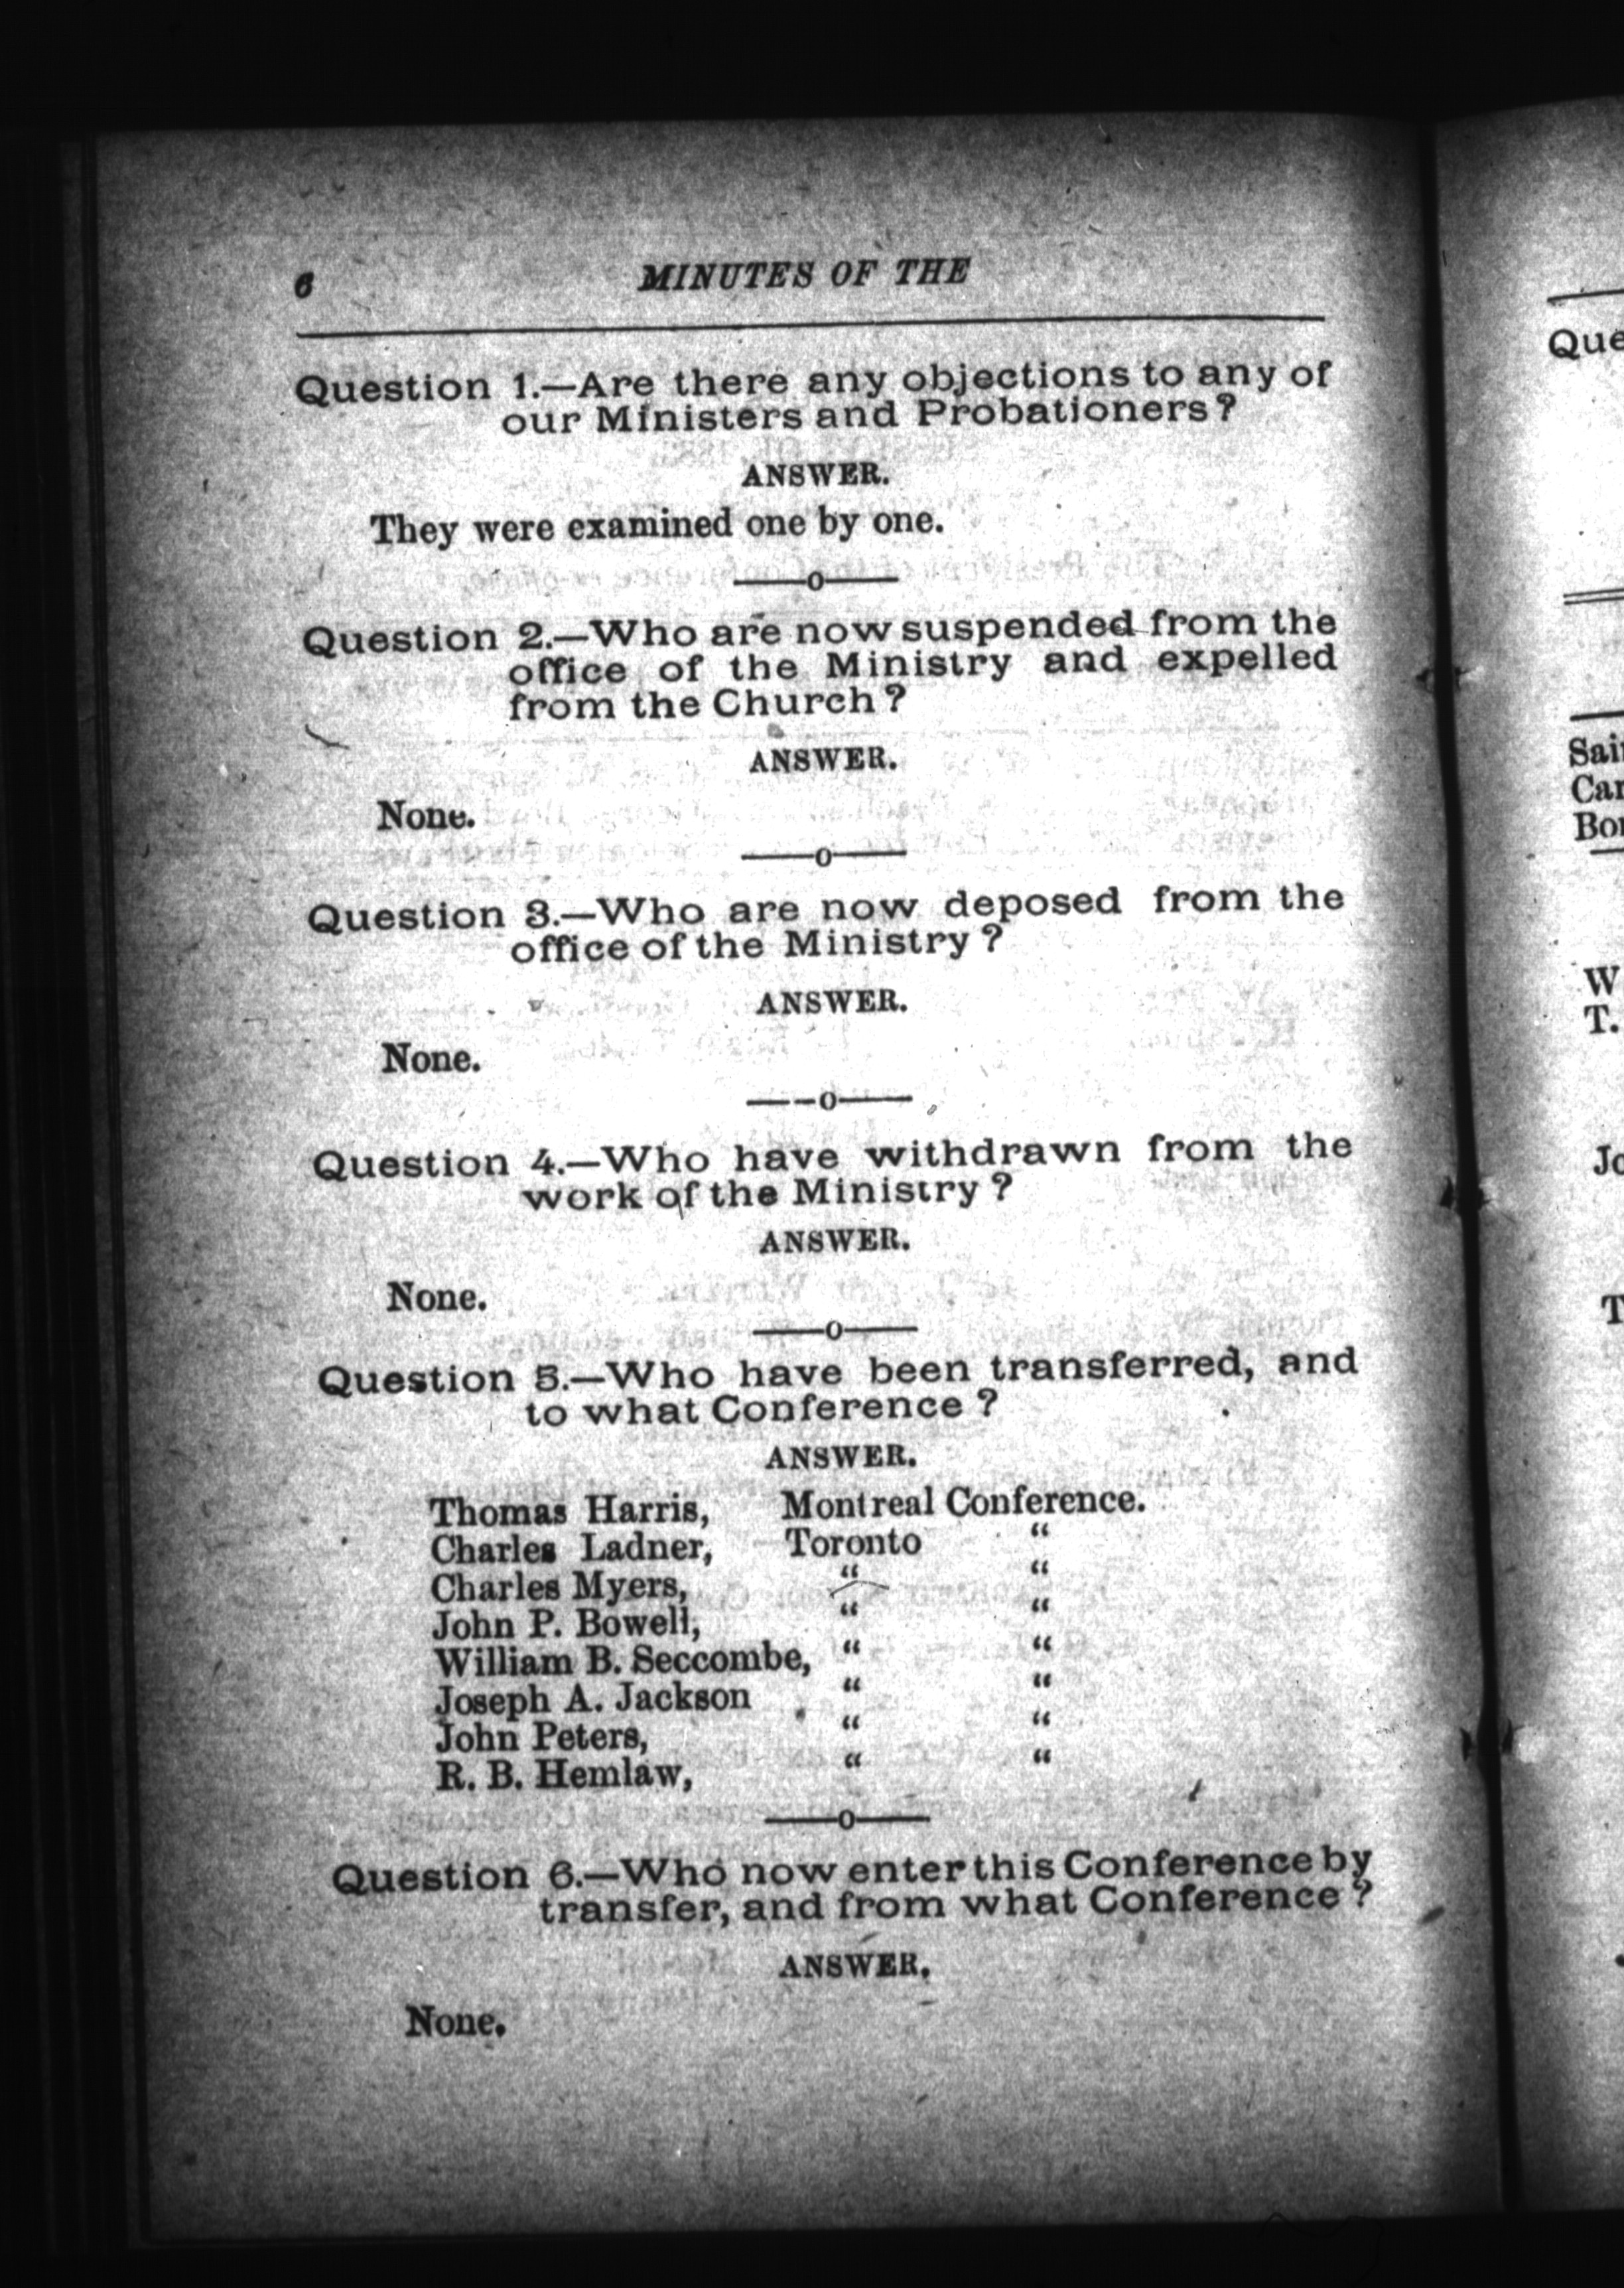 6 MINUTES OF THE
Question 1.—Are there any objections to any of
our Ministers and Probationers?
ANSWER.
They were examined one by one.
——o——
Question 2.—Who are now suspended from the
office of the Ministry and expelled
from the Church?
ANSWER.
None.
——o——
Question 3.—Who are now deposed from the
office of the Ministry?
ANSWER.
None.
——o——
Question 4.—Who have withdrawn from the
work of the Ministry?
ANSWER.
None.
——o——
Question 5.—Who have been transferred, and
to what Conference?
ANSWER.
Thomas Harris, Montreal Conference.
Charles Ladner, Toronto “
Charles Myers, “ “
John P. Bowell, “ “
William B. Seccombe, “ “
Joseph A. Jackson “ “
John Peters, “ “
R. B. Hemlaw, “ “
——o——
Question 6.—Who now enter this Conference by
transfer, and from what Conference?
ANSWER.
None.
Que
Sai
Car
Bo
W
T.
Jo
T